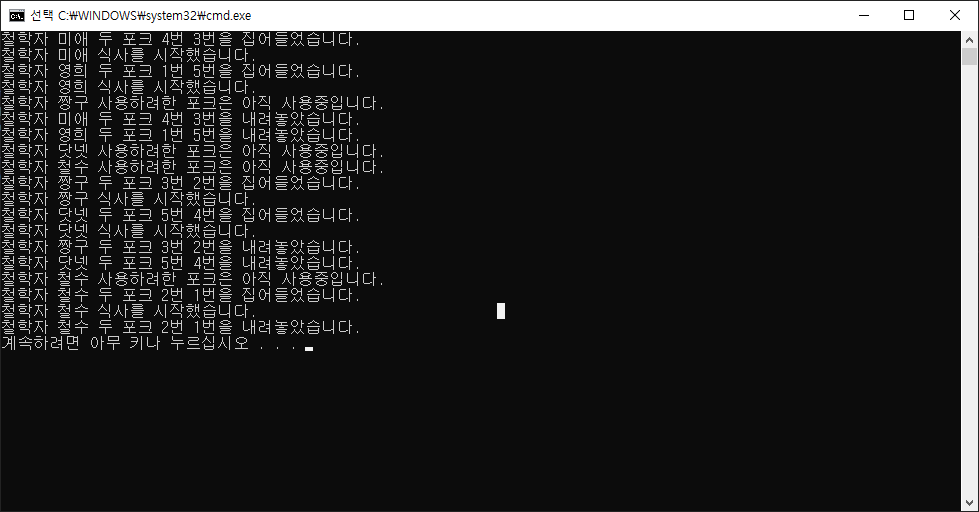 선택 C:₩WINDOWS₩system32₩cmd.exe
철학자 미애 두 포크 4번 3번을 집어들었습니다.
철학자 미애 식사를 시작했습니다.
철학자 영희 두 포크 1번 5번을 집어들었습니다.
철학자 영희 식사를 시작했습니다.
철학자 짱구 사용하려한 포크은 아직 사용중입니다.
철학자 미애 두 포크 4번 3번을 내려놓았습니다.
철학자 영희 두 포크 1번 5번을 내려놓았습니다.
철학자 닷넷 사용하려한 포크은 아직 사용중입니다.
철학자 철수 사용하려한 포크은 아직 사용중입니다.
철학자 짱구 두 포크 3번 2번을 집어들었습니다.
철학자 짱구 식사를 시작했습니다.
철학자 닷넷 두 포크 5번 4번을 집어들었습니다.
철학자 닷넷 식사를 시작했습니다.
철학자 짱구 두 포크 3번 2번을 내려놓았습니다.
철학자 닷넷 두 포크 5번 4번을 내려놓았습니다.
철학자 철수 사용하려한 포크은 아직 사용중입니다.
철학자 철수 두 포크 2번 1번을 집어들었습니다.
철학자 철수 식사를 시작했습니다.
철학자 철수 두 포크 2번 1번을 내려놓았습니다.
계속하려면 아무 키나 누르십시오 . . .